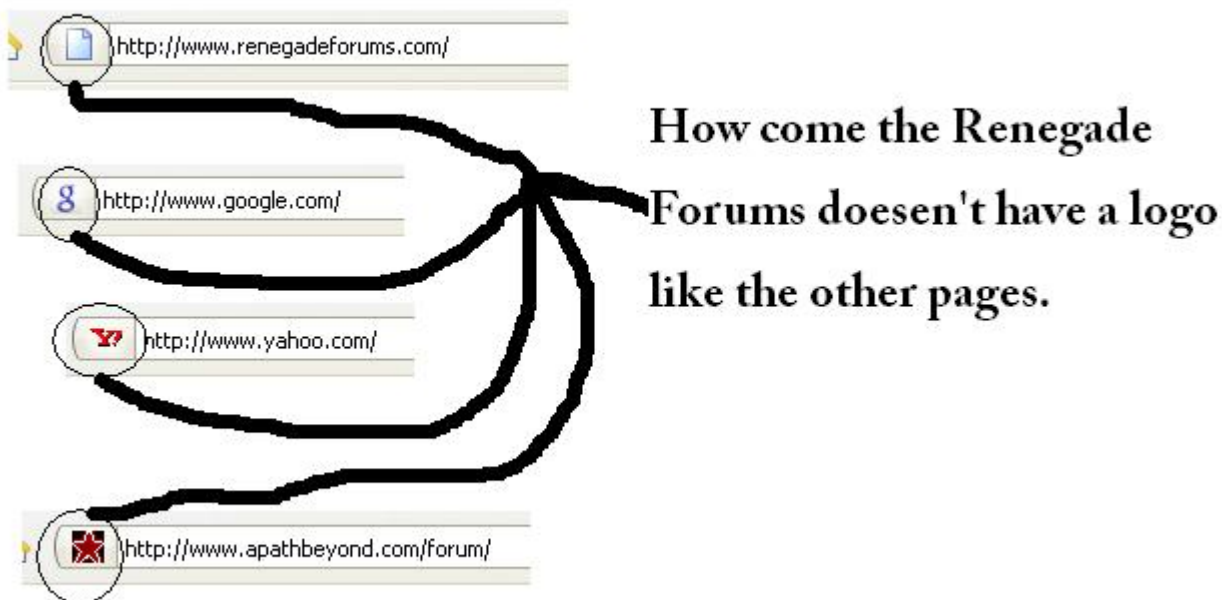 http://www.renegadeforums.com/
How come the Renegade
g http://www.google.com/
Forums doesen't have a logo
like the other pages.
Y! http://www.yahoo.com/
http://www.apathbeyond.com/forum/